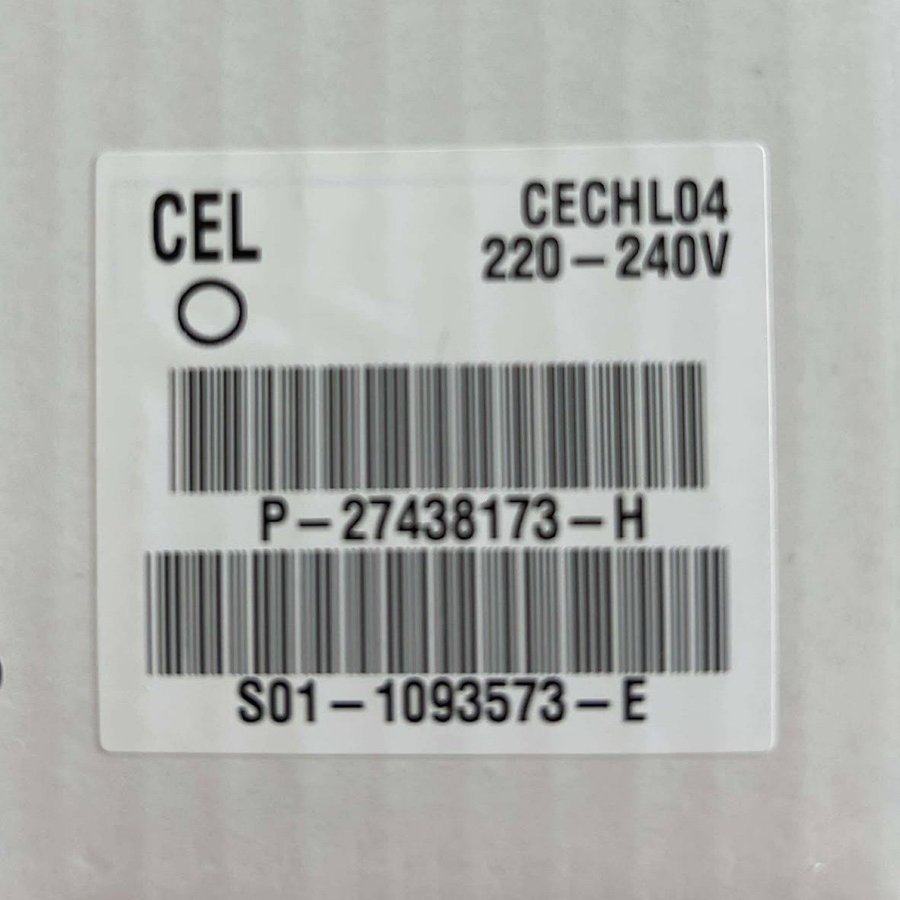 CEL
CECHL04
220-240V
P-27438173-H
S01-1093573-E